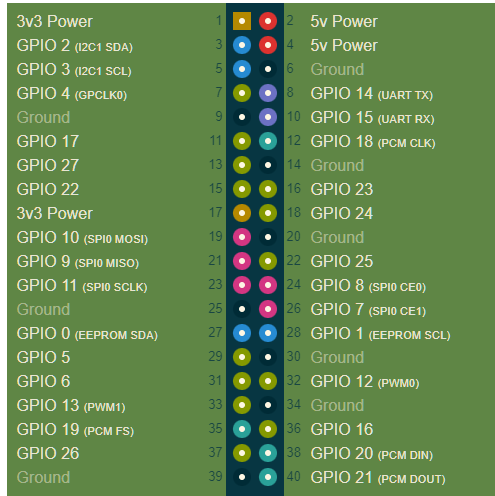 3v3 Power 1 2 5v Power
GPIO 2 (I2C1 SDA) 3 4 5v Power
GPIO 3 (I2C1 SCL) 5 6 Ground
GPIO 4 (GPCLK0) 7 8 GPIO 14 (UART TX)
Ground 9 10 GPIO 15 (UART RX)
GPIO 17 11 12 GPIO 18 (PCM CLK)
GPIO 27 13 14 Ground
GPIO 22 15 16 GPIO 23
3v3 Power 17 18 GPIO 24
GPIO 10 (SPI0 MOSI) 19 20 Ground
GPIO 9 (SPI0 MISO) 21 22 GPIO 25
GPIO 11 (SPI0 SCLK) 23 24 GPIO 8 (SPI0 CE0)
Ground 25 26 GPIO 7 (SPI0 CE1)
GPIO 0 (EEPROM SDA) 27 28 GPIO 1 (EEPROM SCL)
GPIO 5 29 30 Ground
GPIO 6 31 32 GPIO 12 (PWM0)
GPIO 13 (PWM1) 33 34 Ground
GPIO 19 (PCM FS) 35 36 GPIO 16
GPIO 26 37 38 GPIO 20 (PCM DIN)
Ground 39 40 GPIO 21 (PCM DOUT)